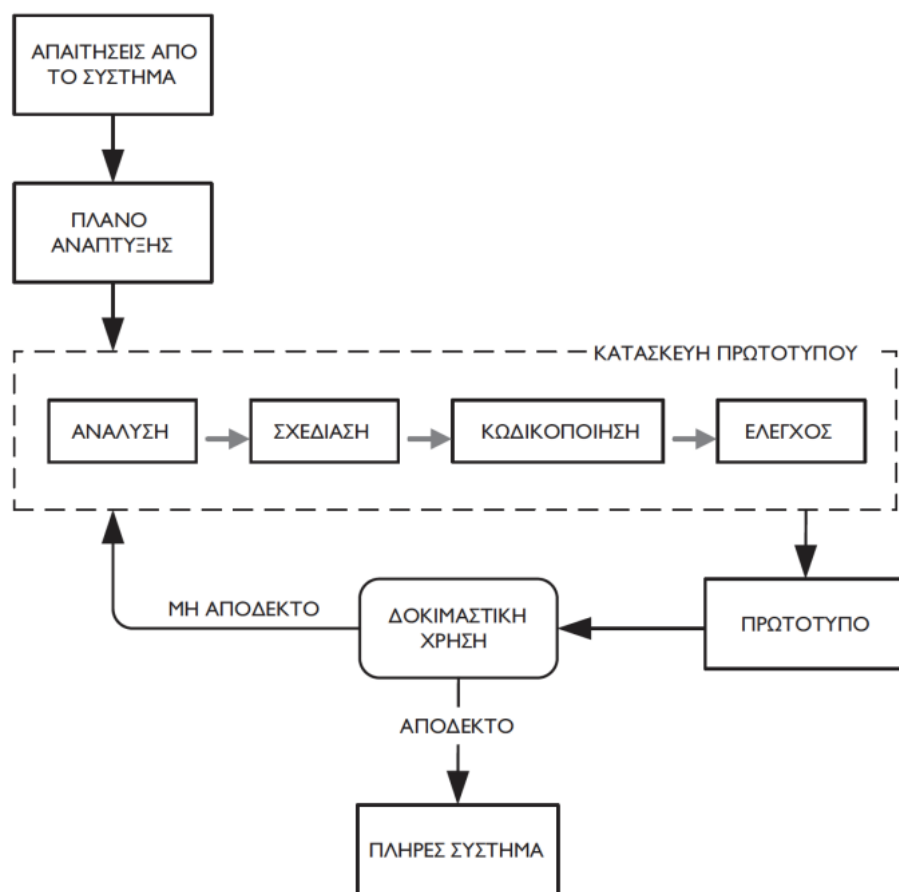 ΑΠΑΙΤΗΣΕΙΣ ΑΠΟ
ΤΟ ΣΥΣΤΗΜΑ
ΠΛΑΝΟ
ΑΝΑΠΤΥΞΗΣ
ΚΑΤΑΣΚΕΥΗ ΠΡΩΤΟΤΥΠΟΥ
ΑΝΑΛΥΣΗ
ΣΧΕΔΙΑΣΗ
ΚΩΔΙΚΟΠΟΙΗΣΗ
ΕΛΕΓΧΟΣ
ΜΗ ΑΠΟΔΕΚΤΟ
ΔΟΚΙΜΑΣΤΙΚΗ
ΧΡΗΣΗ
ΠΡΩΤΟΤΥΠΟ
ΑΠΟΔΕΚΤΟ
ΠΛΗΡΕΣ ΣΥΣΤΗΜΑ